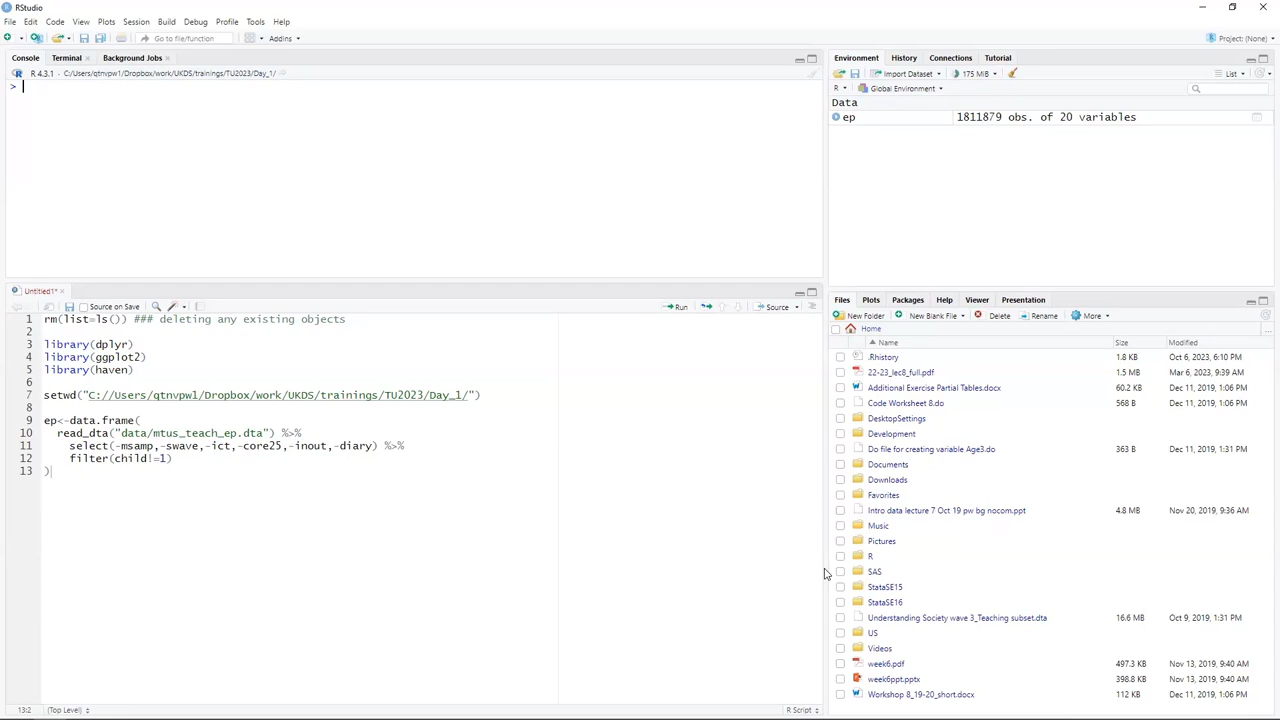 RStudio
File Edit Code View Plots Session Build Debug Profile Tools Help
Go to file/function Addins Project: (None)
Console Terminal Background Jobs
R 4.3.1 · C:/Users/qtnvpw1/Dropbox/work/UKDS/trainings/TU2023/Day_1/
>
Environment History Connections Tutorial
Import Dataset 175 MiB List
R Global Environment
Data
ep 1811879 obs. of 20 variables
Untitled1*
Source on Save Run Source
1 rm(list=ls()) ### deleting any existing objects
2
3 library(dplyr)
4 library(ggplot2)
5 library(haven)
6
7 setwd("C://Users/qtnvpw1/Dropbox/work/UKDS/trainings/TU2023/Day_1/")
8
9 ep<-data.frame(
10 read_dta("data/mtus_teach_ep.dta") %>%
11 select(-msamp,-swave,-ict,-core25,-inout,-diary) %>%
12 filter(child!=1)
13 )
13:2 (Top Level) R Script
Files Plots Packages Help Viewer Presentation
New Folder New Blank File Delete Rename More
Home
Name Size Modified
.Rhistory 1.8 KB Oct 6, 2023, 6:10 PM
22-23_lec8_full.pdf 1.5 MB Mar 6, 2023, 9:39 AM
Additional Exercise Partial Tables.docx 60.2 KB Dec 11, 2019, 1:06 PM
Code Worksheet 8.do 568 B Dec 11, 2019, 1:06 PM
DesktopSettings
Development
Do file for creating variable Age3.do 363 B Dec 11, 2019, 1:31 PM
Documents
Downloads
Favorites
Intro data lecture 7 Oct 19 pw bg nocom.ppt 4.8 MB Nov 20, 2019, 9:36 AM
Music
Pictures
R
SAS
StataSE15
StataSE16
Understanding Society wave 3_Teaching subset.dta 16.6 MB Oct 9, 2019, 1:31 PM
US
Videos
week6.pdf 497.3 KB Nov 13, 2019, 9:40 AM
week6ppt.pptx 398.8 KB Nov 13, 2019, 9:40 AM
Workshop 8_19-20_short.docx 112 KB Dec 11, 2019, 1:06 PM